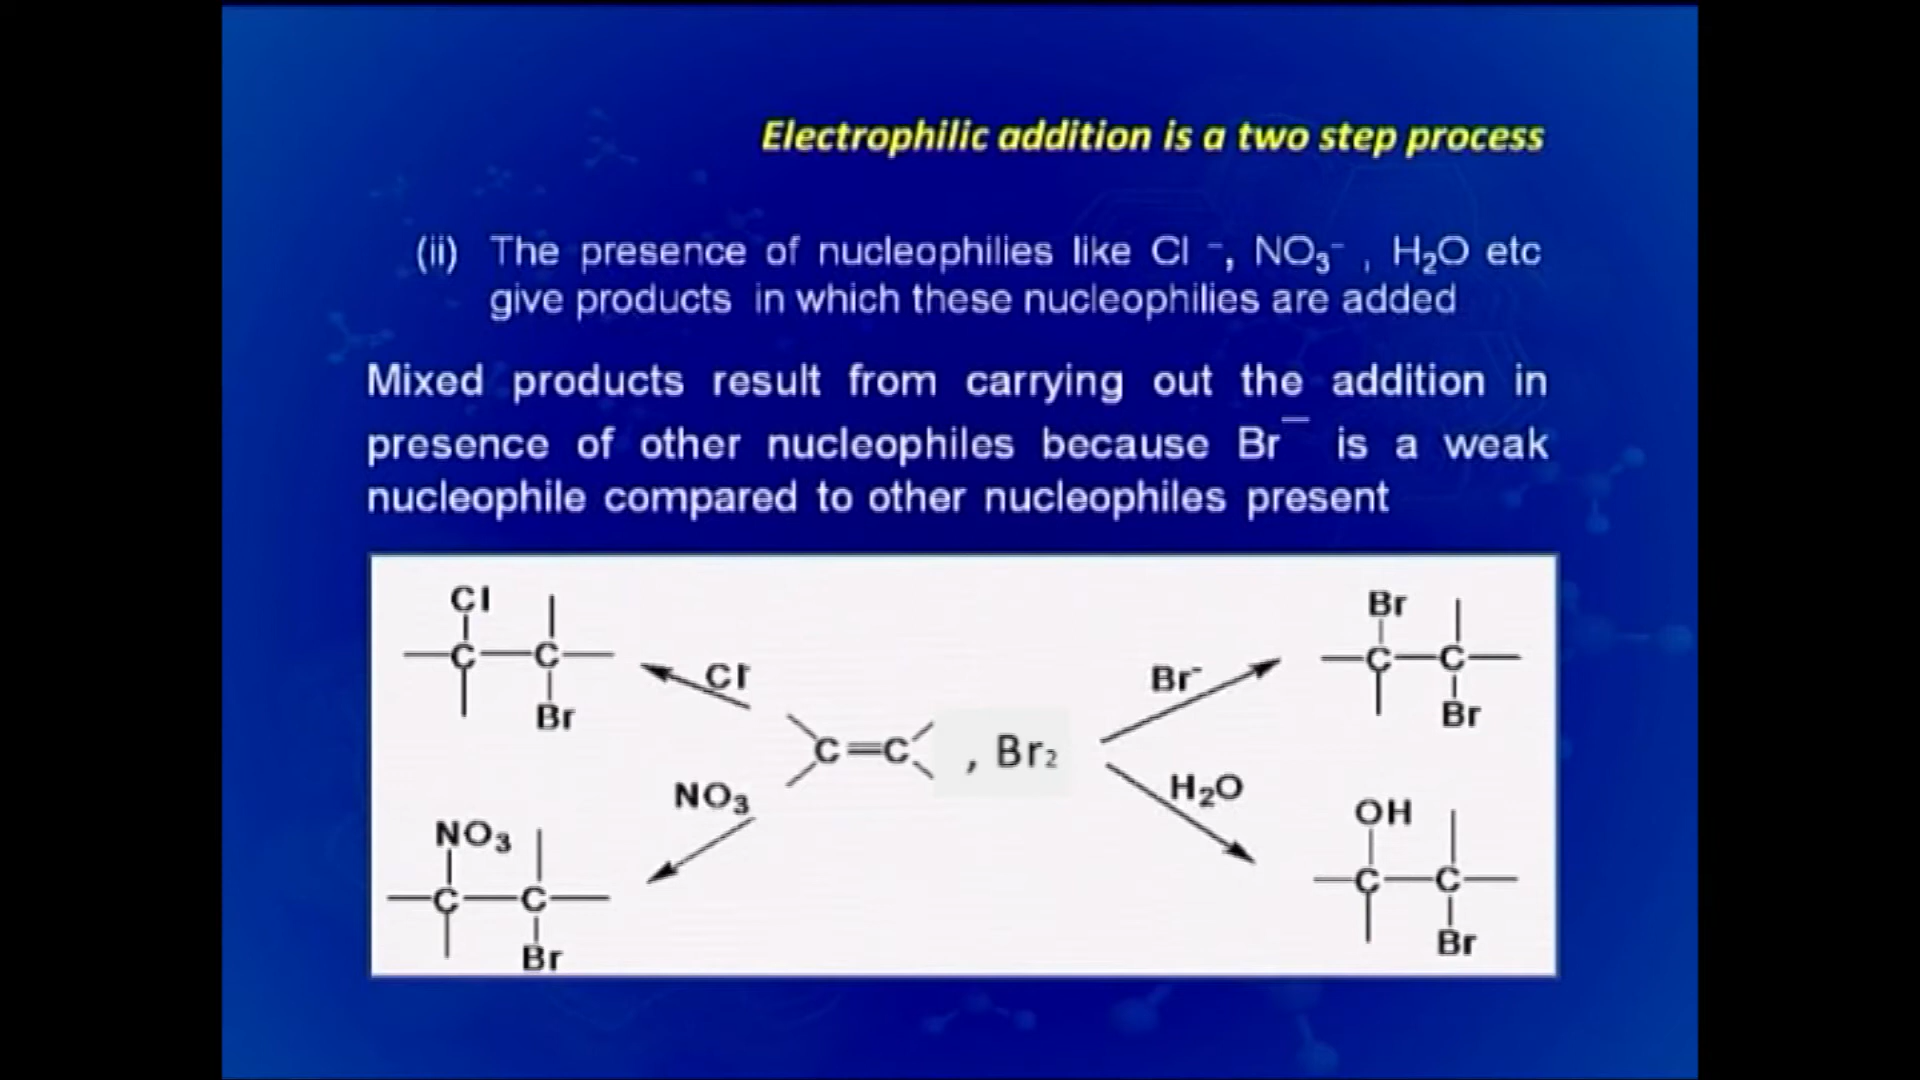 Electrophilic addition is a two step process
(ii) The presence of nucleophilies like Cl ⁻, NO₃⁻ , H₂O etc
give products in which these nucleophilies are added
Mixed products result from carrying out the addition in
presence of other nucleophiles because Br⁻ is a weak
nucleophile compared to other nucleophiles present
Cl
C C
Br
Cl⁻
NO₃
NO₃
C C
Br
C=C , Br₂
Br⁻
H₂O
Br
C C
Br
OH
C C
Br